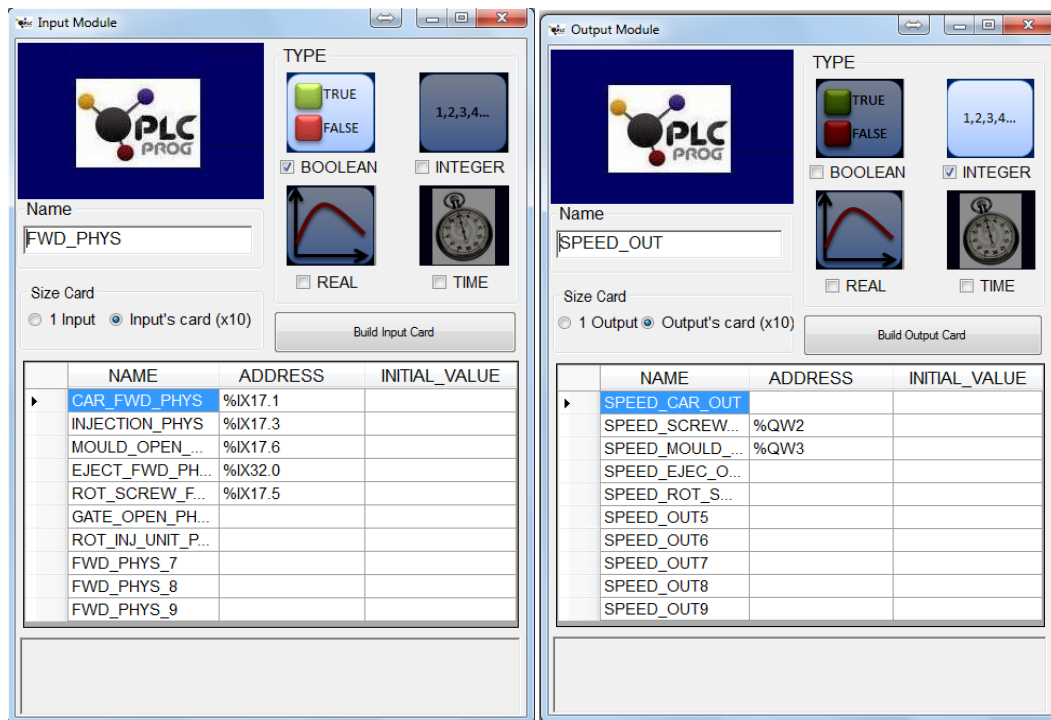 Input Module
PLC
PROG
TYPE
TRUE
FALSE
1,2,3,4...
BOOLEAN
INTEGER
REAL
TIME
Name
FWD_PHYS
Size Card
1 Input
Input's card (x10)
Build Input Card
NAME ADDRESS INITIAL_VALUE
CAR_FWD_PHYS %IX17.1
INJECTION_PHYS %IX17.3
MOULD_OPEN_... %IX17.6
EJECT_FWD_PH... %IX32.0
ROT_SCREW_F... %IX17.5
GATE_OPEN_PH...
ROT_INJ_UNIT_P...
FWD_PHYS_7
FWD_PHYS_8
FWD_PHYS_9
Output Module
PLC
PROG
TYPE
TRUE
FALSE
1,2,3,4...
BOOLEAN
INTEGER
REAL
TIME
Name
SPEED_OUT
Size Card
1 Output
Output's card (x10)
Build Output Card
NAME ADDRESS INITIAL_VALUE
SPEED_CAR_OUT
SPEED_SCREW... %QW2
SPEED_MOULD_... %QW3
SPEED_EJEC_O...
SPEED_ROT_S...
SPEED_OUT5
SPEED_OUT6
SPEED_OUT7
SPEED_OUT8
SPEED_OUT9